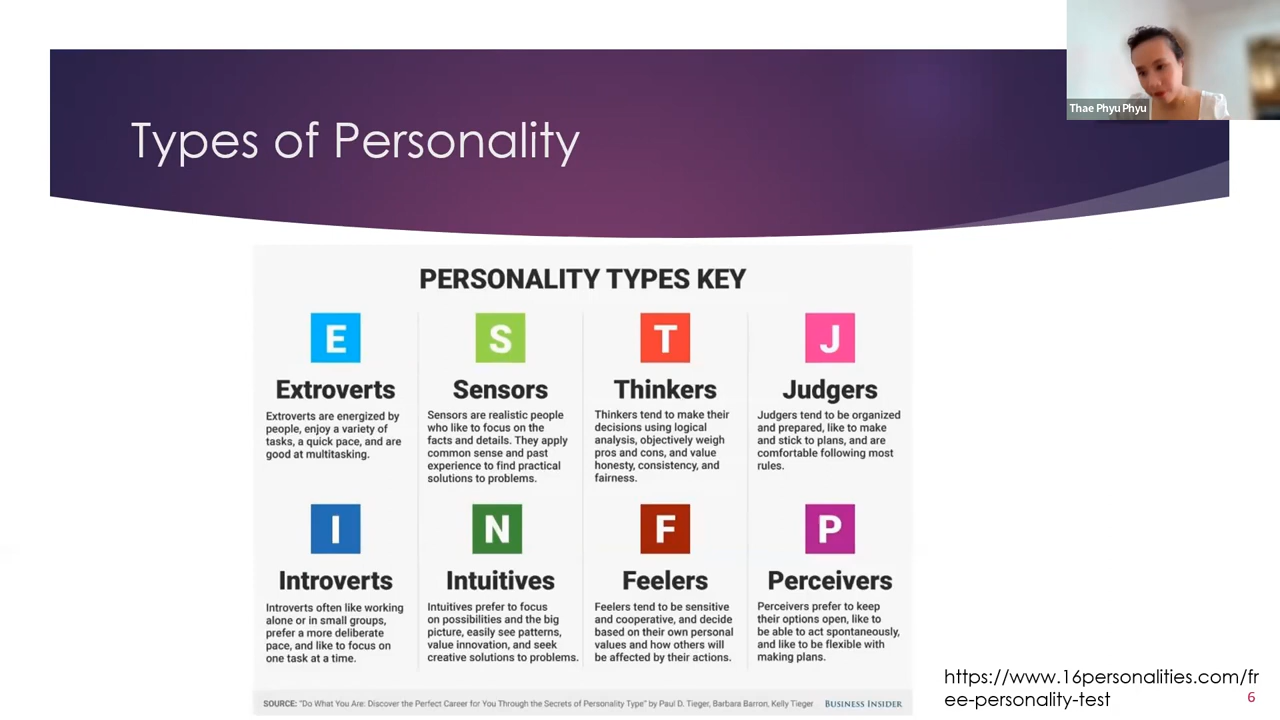 Thae Phyu Phyu
Types of Personality
PERSONALITY TYPES KEY
E
Extroverts
Extroverts are energized by
people, enjoy a variety of
tasks, a quick pace, and are
good at multitasking.
S
Sensors
Sensors are realistic people
who like to focus on the
facts and details. They apply
common sense and past
experience to find practical
solutions to problems.
T
Thinkers
Thinkers tend to make their
decisions using logical
analysis, objectively weigh
pros and cons, and value
honesty, consistency, and
fairness.
J
Judgers
Judgers tend to be organized
and prepared, like to make
and stick to plans, and are
comfortable following most
rules.
I
Introverts
Introverts often like working
alone or in small groups,
prefer a more deliberate
pace, and like to focus on
one task at a time.
N
Intuitives
Intuitives prefer to focus
on possibilities and the big
picture, easily see patterns,
value innovation, and seek
creative solutions to problems.
F
Feelers
Feelers tend to be sensitive
and cooperative, and decide
based on their own personal
values and how others will
be affected by their actions.
P
Perceivers
Perceivers prefer to keep
their options open, like to
be able to act spontaneously,
and like to be flexible with
making plans.
SOURCE: "Do What You Are: Discover the Perfect Career for You Through the Secrets of Personality Type" by Paul D. Tieger, Barbara Barron, Kelly Tieger
BUSINESS INSIDER
https://www.16personalities.com/fr
ee-personality-test
6